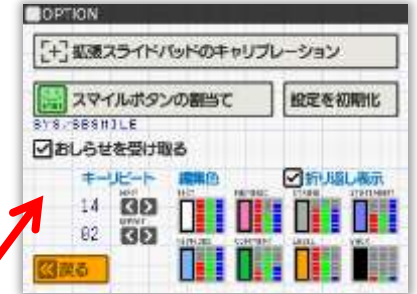 OPTION
[+]拡張スライドパッドのキャリブレーション
スマイルボタンの割当て
設定を初期化
SYS/SBSMILE
おしらせを受け取る
キーリピート
編集色
折り返し表示
14
02
戻る